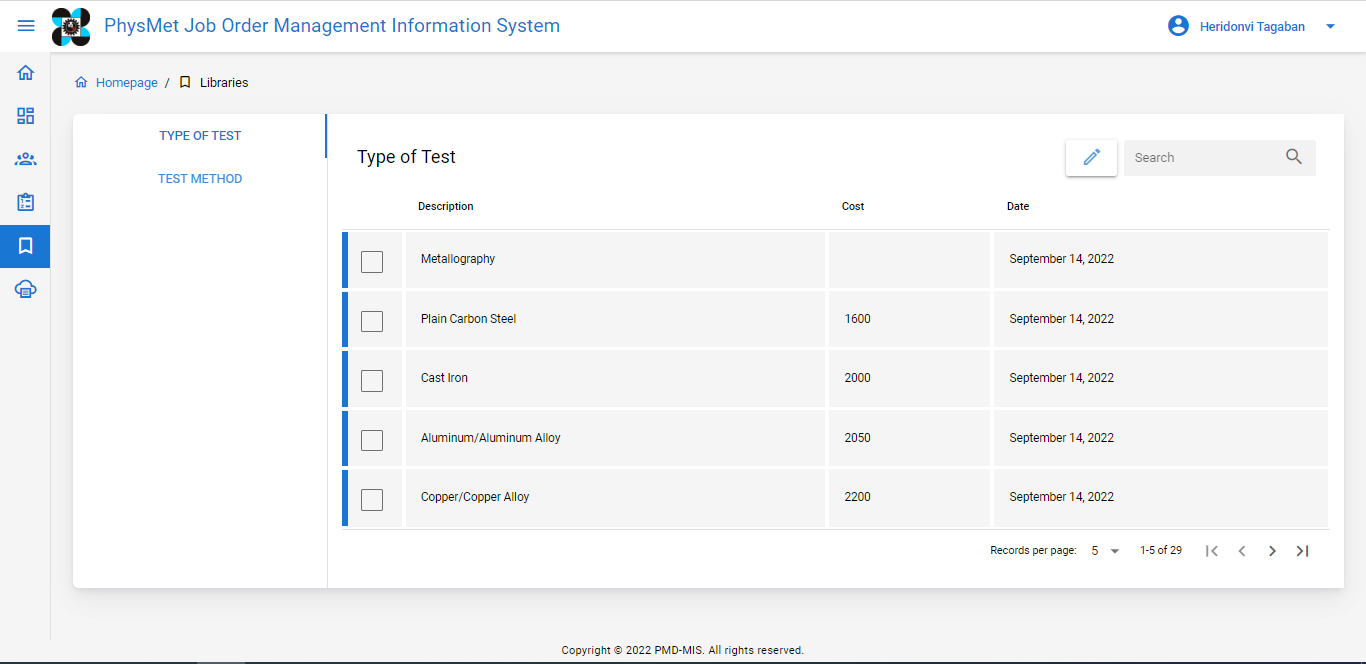 PhysMet Job Order Management Information System
Heridonvi Tagaban
Homepage / Libraries
TYPE OF TEST
TEST METHOD
Type of Test
Search
Description Cost Date
Metallography September 14, 2022
Plain Carbon Steel 1600 September 14, 2022
Cast Iron 2000 September 14, 2022
Aluminum/Aluminum Alloy 2050 September 14, 2022
Copper/Copper Alloy 2200 September 14, 2022
Records per page: 5 1-5 of 29
Copyright © 2022 PMD-MIS. All rights reserved.